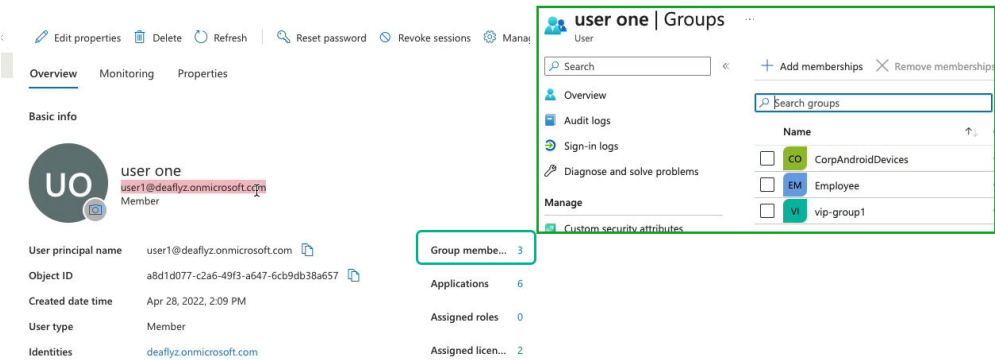 Edit properties Delete Refresh Reset password Revoke sessions Manag
Overview Monitoring Properties
Basic info
UO
user one
user1@deaflyz.onmicrosoft.com
Member
User principal name user1@deaflyz.onmicrosoft.com
Object ID a8d1d077-c2a6-49f3-a647-6cb9db38a657
Created date time Apr 28, 2022, 2:09 PM
User type Member
Identities deaflyz.onmicrosoft.com
Group membe... 3
Applications 6
Assigned roles 0
Assigned licen... 2
user one | Groups ...
User
Search
Overview
Audit logs
Sign-in logs
Diagnose and solve problems
Manage
Custom security attributes
Add memberships Remove memberships
Search groups
Name
CO CorpAndroidDevices
EM Employee
VI vip-group1